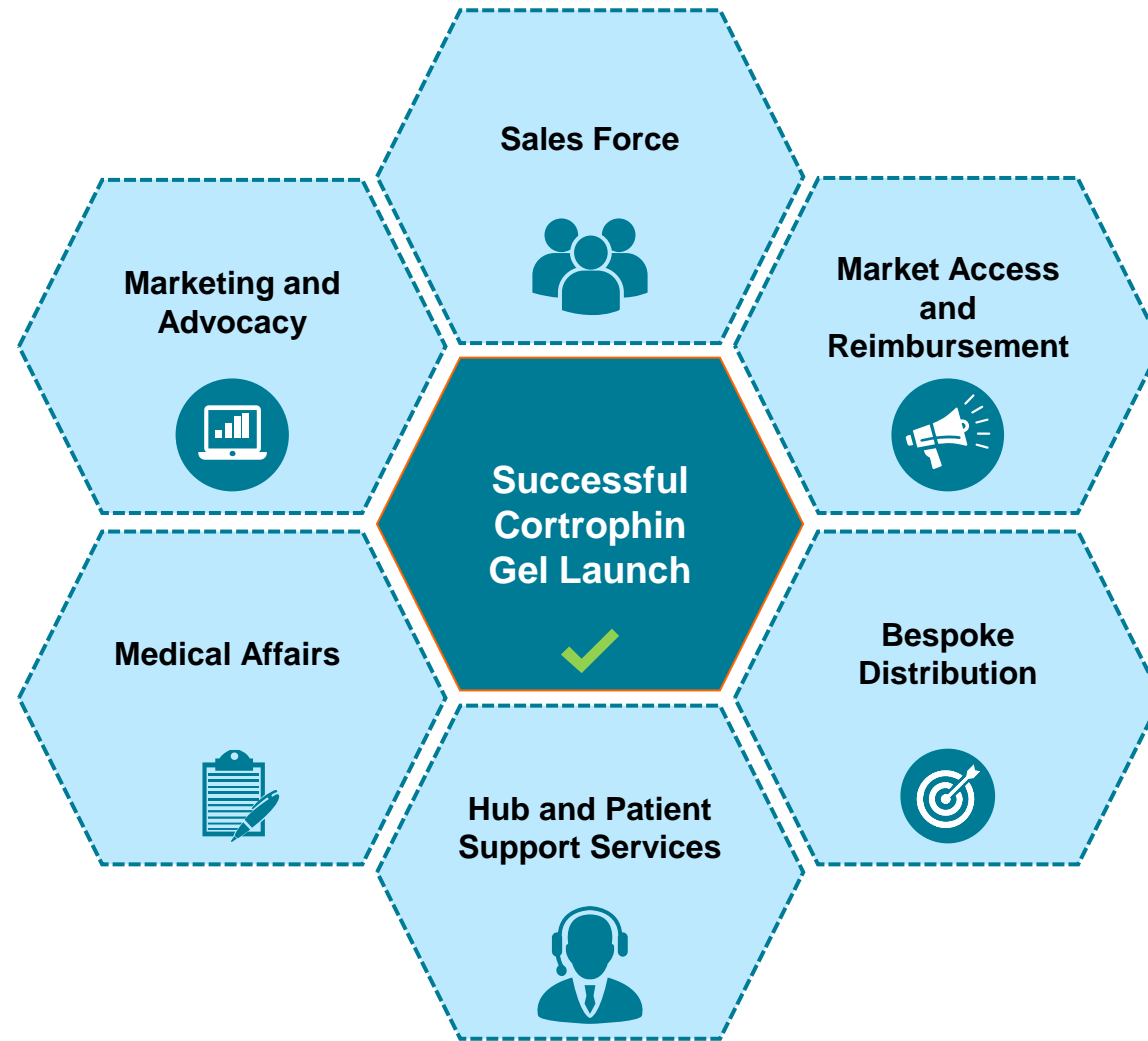 Sales Force
Marketing and
Advocacy
Market Access
and
Reimbursement
Successful
Cortrophin
Gel Launch
Medical Affairs
Bespoke
Distribution
Hub and Patient
Support Services